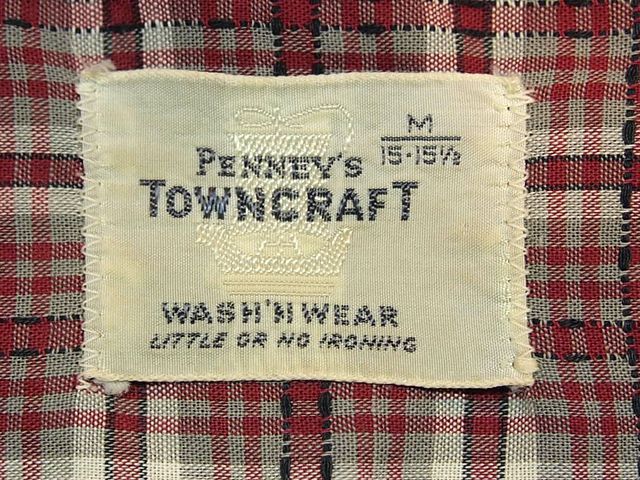 M
15-15½
PENNEY'S
TOWNCRAFT
WASH'N WEAR
LITTLE OR NO IRONING